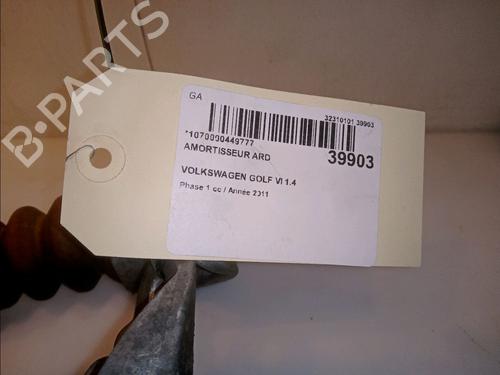 B-PARTS
GA
32310101 39903
*1070000449777
39903
AMORTISSEUR ARD
VOLKSWAGEN GOLF VI 1.4
Phase 1 cc / Année 2011